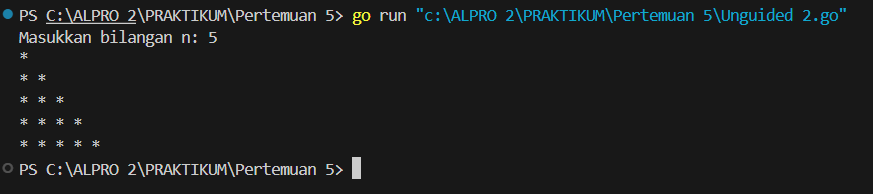 PS C:\ALPRO 2\PRAKTIKUM\Pertemuan 5> go run "c:\ALPRO 2\PRAKTIKUM\Pertemuan 5\Unguided 2.go"
Masukkan bilangan n: 5
*
* *
* * *
* * * *
* * * * *
PS C:\ALPRO 2\PRAKTIKUM\Pertemuan 5>